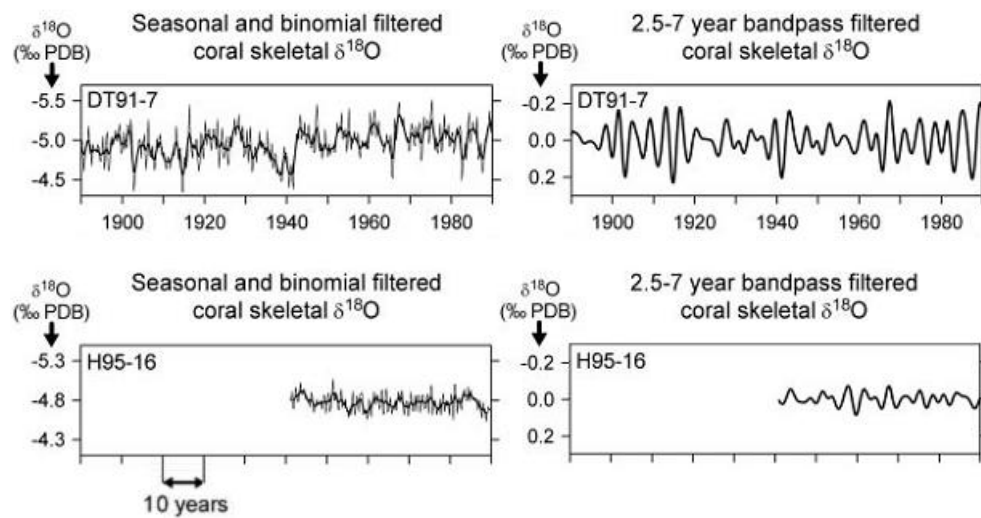 δ¹⁸O
(‰ PDB)
Seasonal and binomial filtered
coral skeletal δ¹⁸O
-5.5
-5.0
-4.5
DT91-7
1900 1920 1940 1960 1980
δ¹⁸O
(‰ PDB)
2.5-7 year bandpass filtered
coral skeletal δ¹⁸O
-0.2
0.0
0.2
DT91-7
1900 1920 1940 1960 1980
δ¹⁸O
(‰ PDB)
Seasonal and binomial filtered
coral skeletal δ¹⁸O
-5.3
-4.8
-4.3
H95-16
10 years
δ¹⁸O
(‰ PDB)
2.5-7 year bandpass filtered
coral skeletal δ¹⁸O
-0.2
0.0
0.2
H95-16